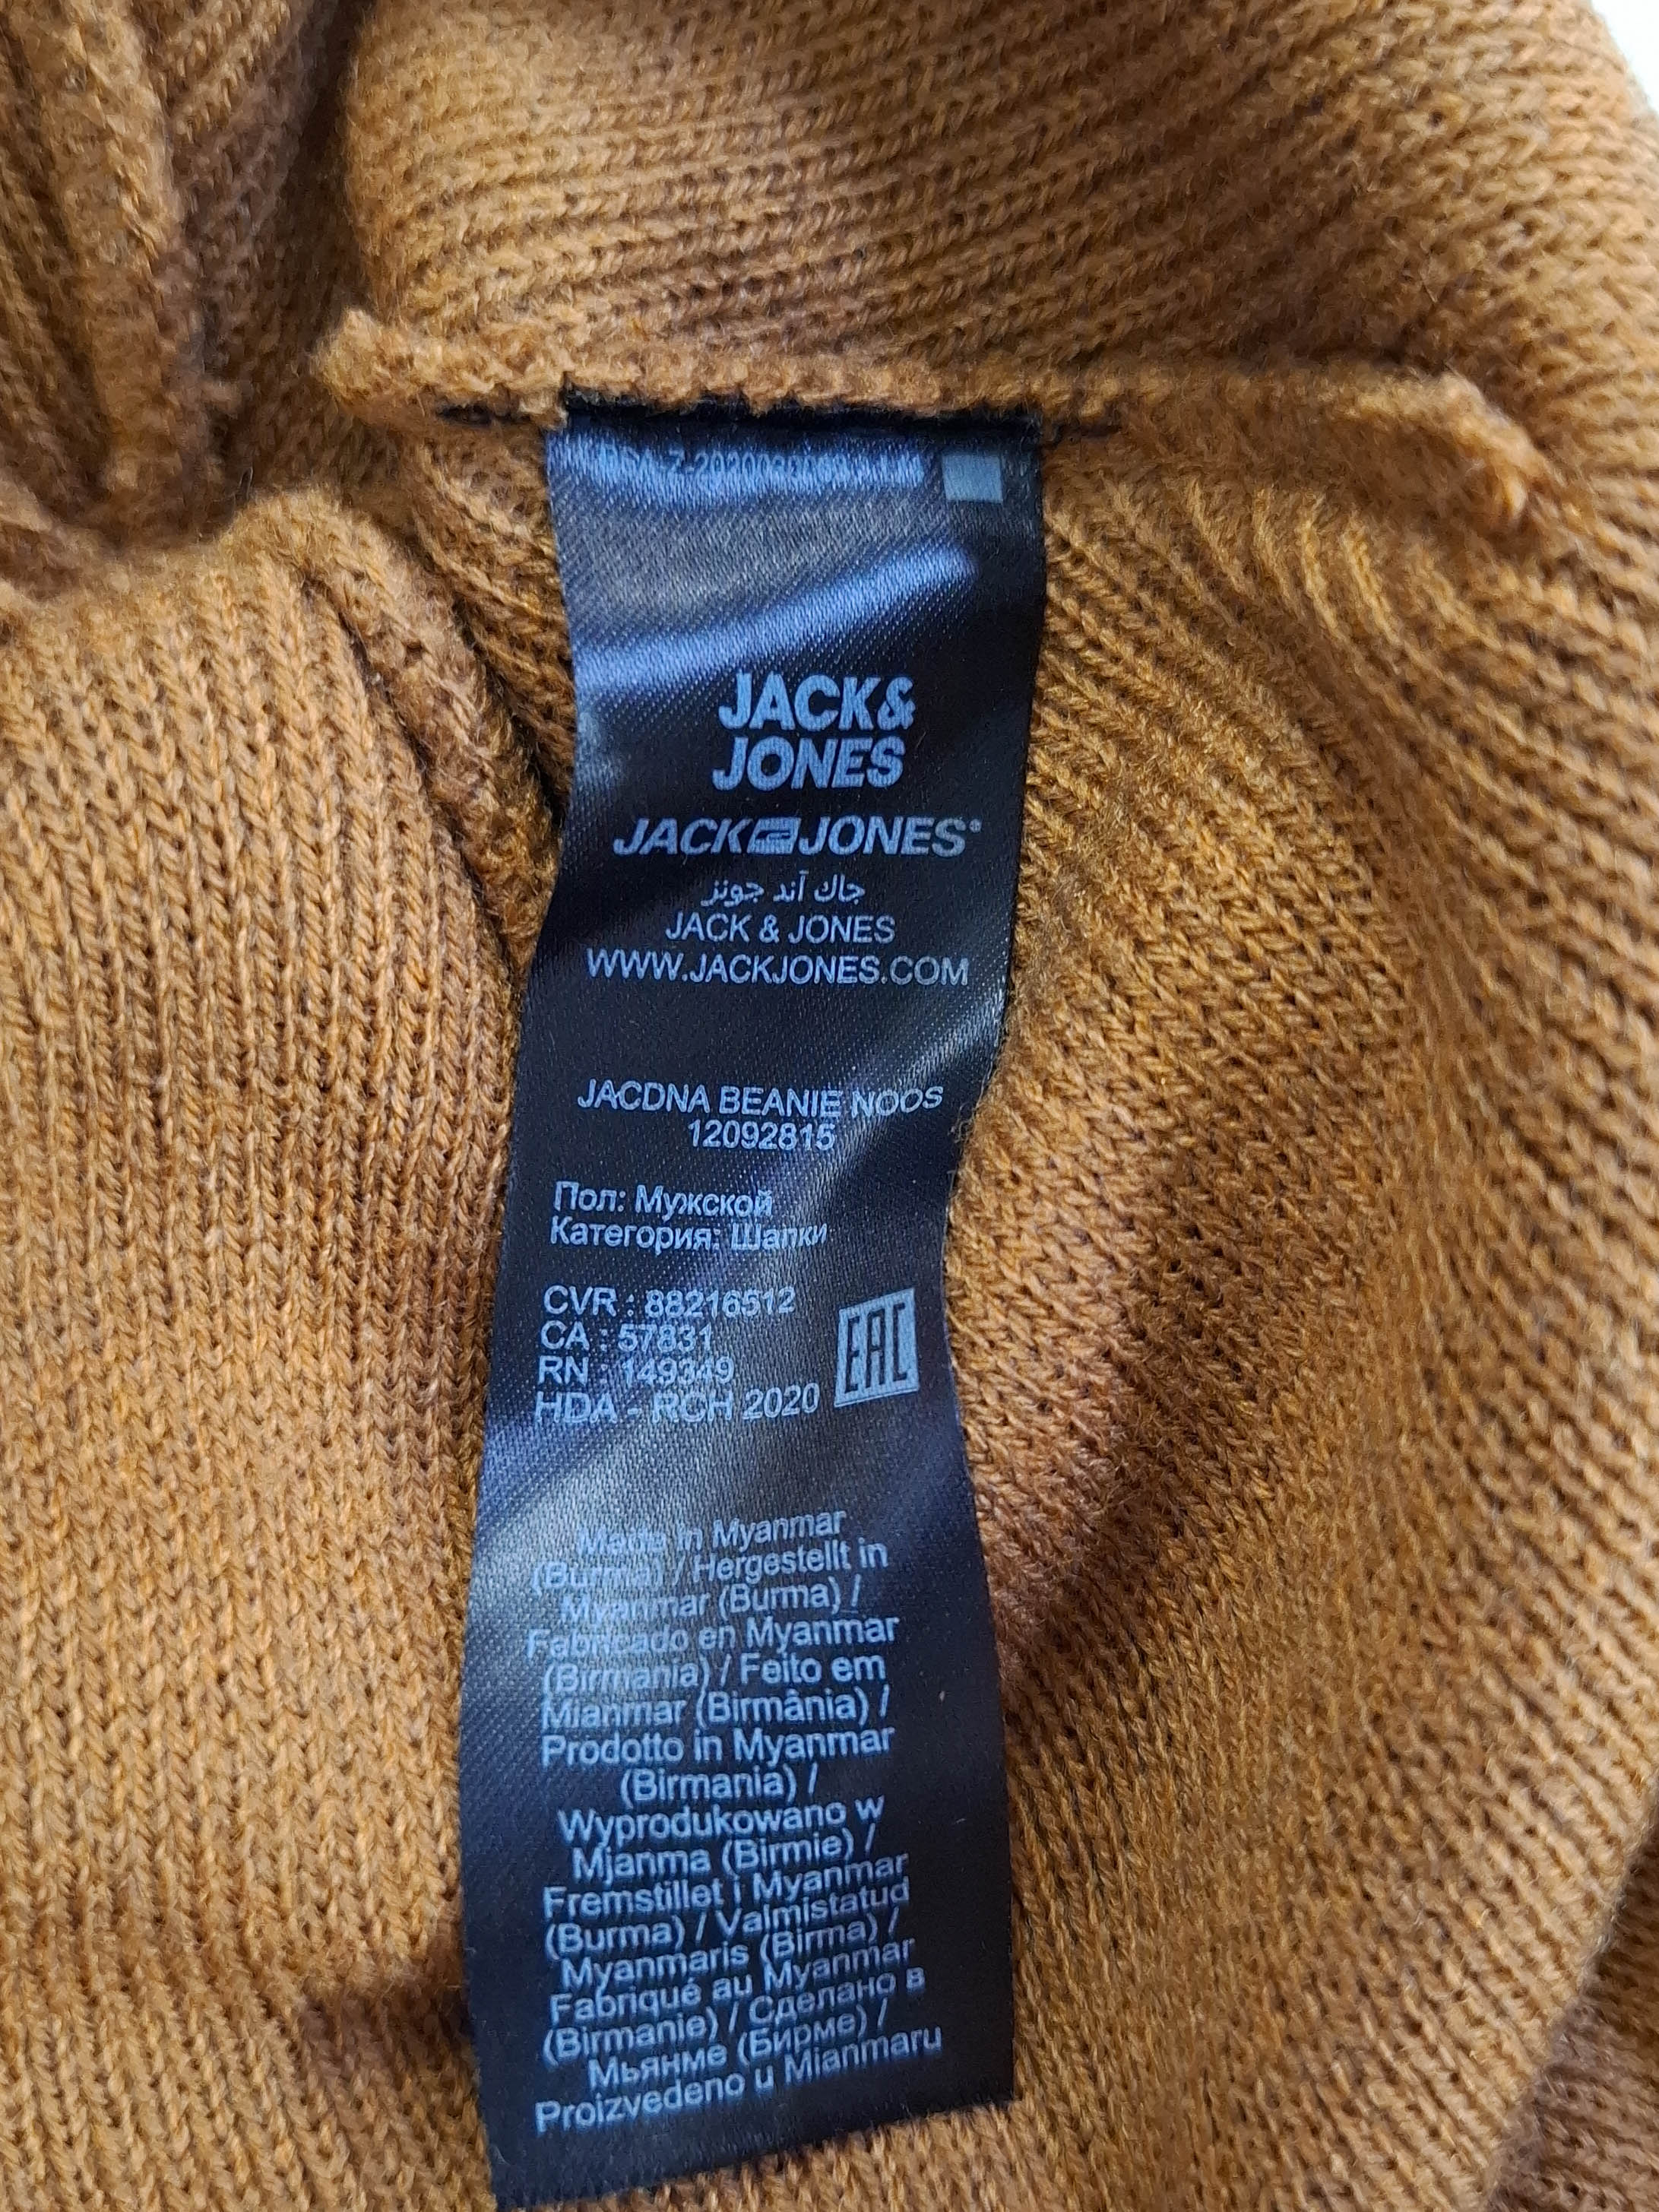 JACK&
JONES
JACK JONES®
جاك آند جونز
JACK & JONES
WWW.JACKJONES.COM
JACDNA BEANIE NOOS
12092815
Пол: Мужской
Категория: Шапки
CVR : 88216512
CA : 57831
RN : 149349
HDA - RCH 2020
EAC
Made in Myanmar
(Burma) / Hergestellt in
Myanmar (Burma) /
Fabricado en Myanmar
(Birmania) / Feito em
Mianmar (Birmânia) /
Prodotto in Myanmar
(Birmania) /
Wyprodukowano w
Mjanma (Birmie) /
Fremstillet i Myanmar
(Burma) / Valmistatud
Myanmaris (Birma) /
Fabriqué au Myanmar
(Birmanie) / Сделано в
Мьянме (Бирме) /
Proizvedeno u Mianmaru